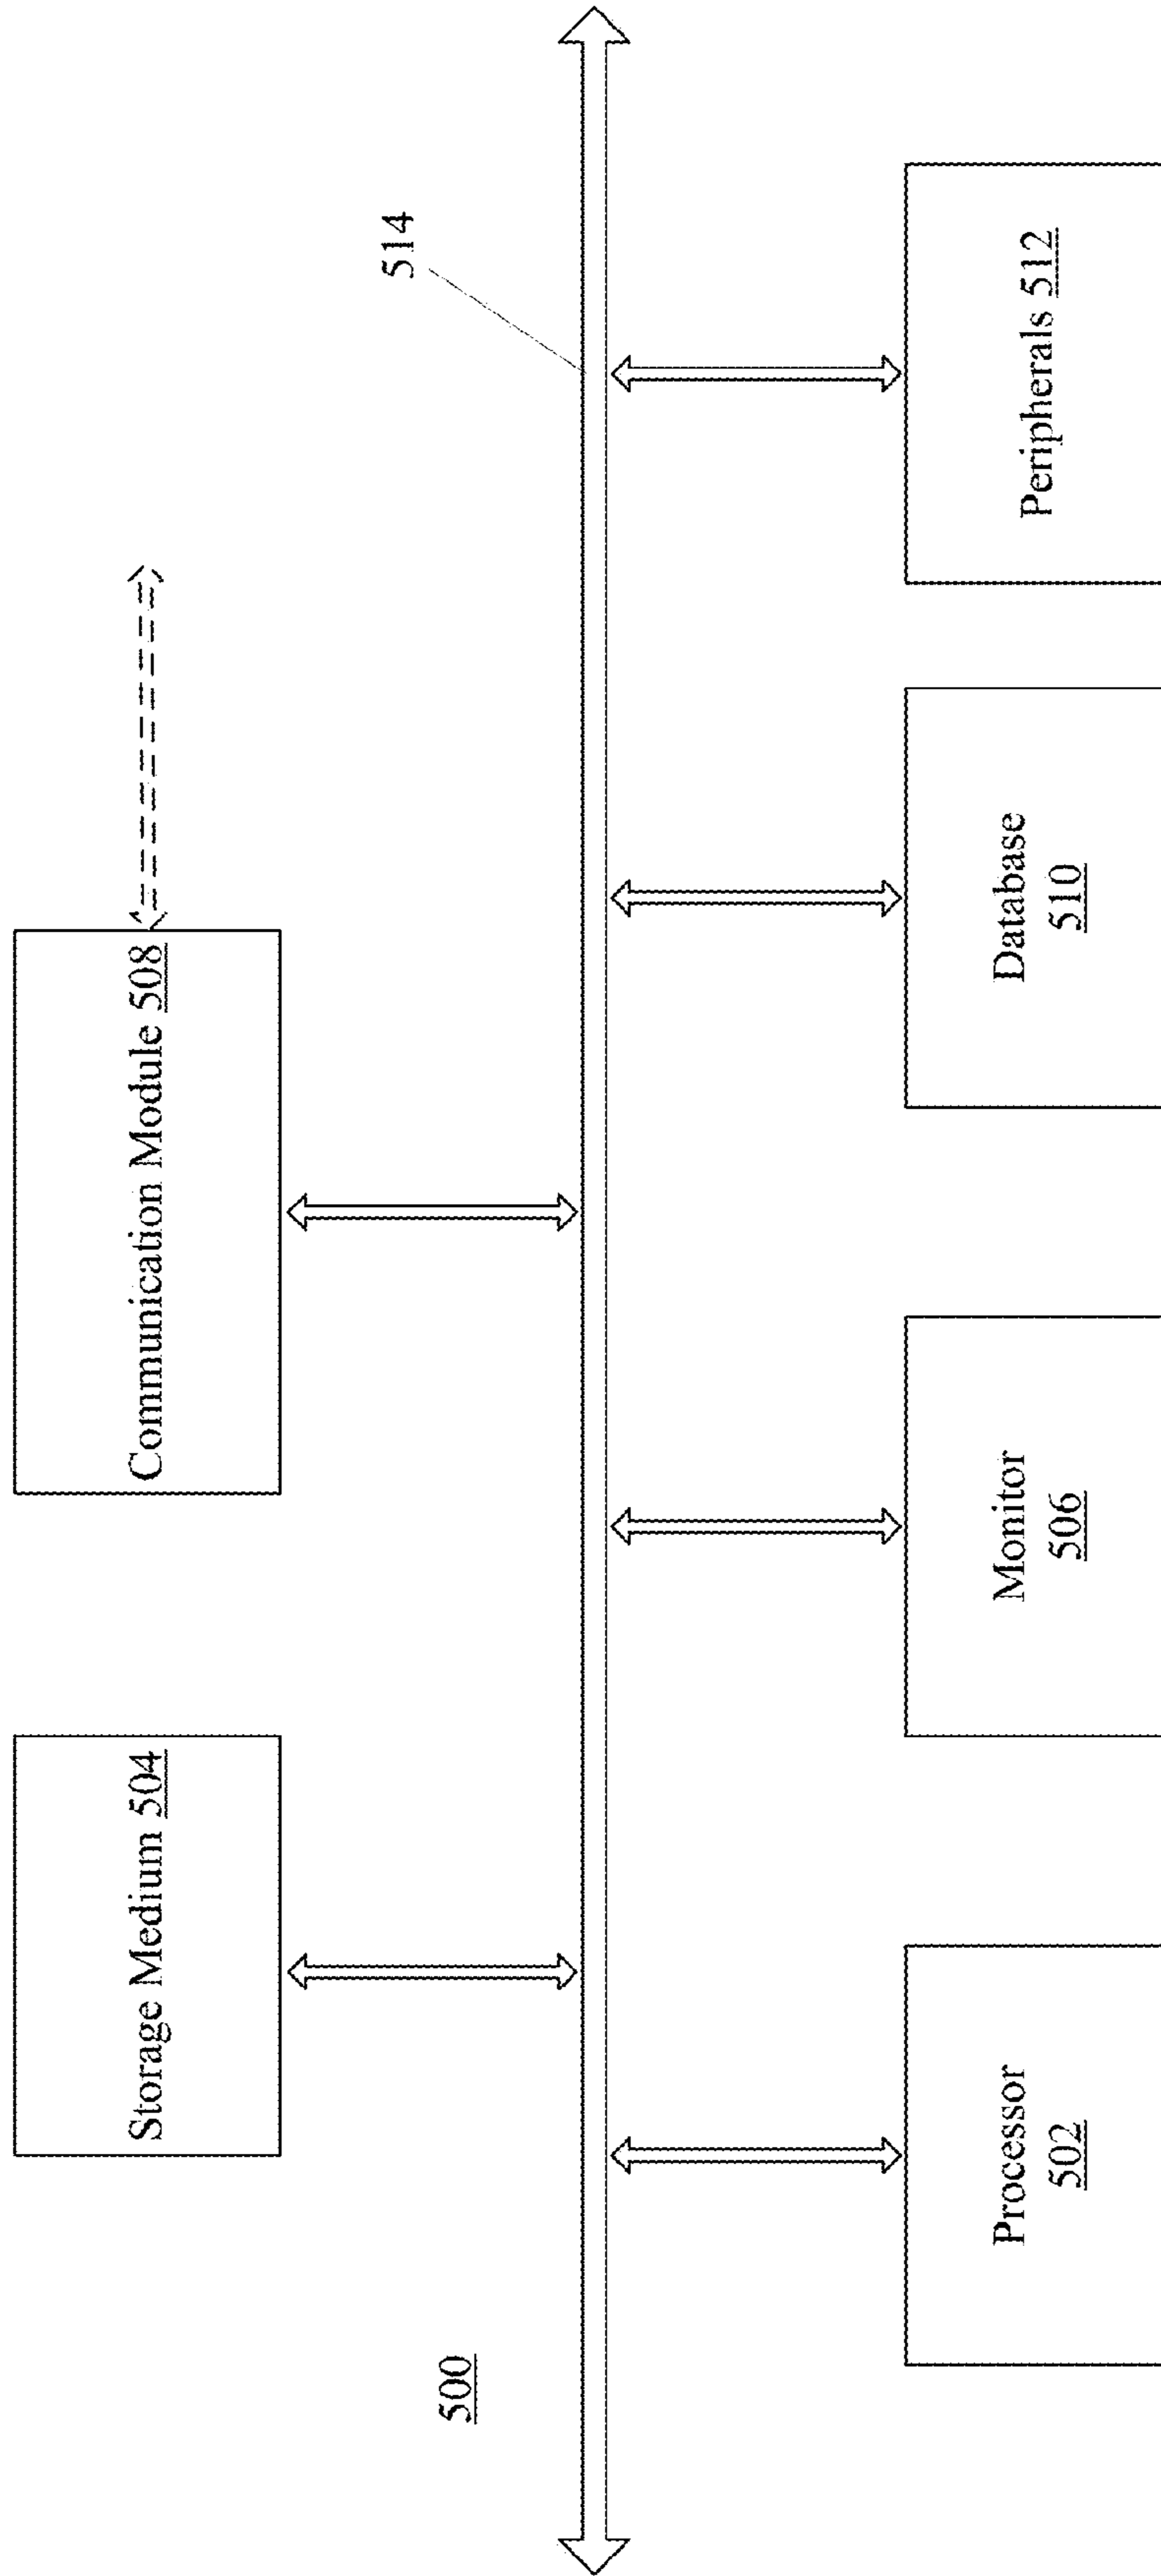 Storage Medium 504
Communication Module 508
514
500
Processor
502
Monitor
506
Database
510
Peripherals 512